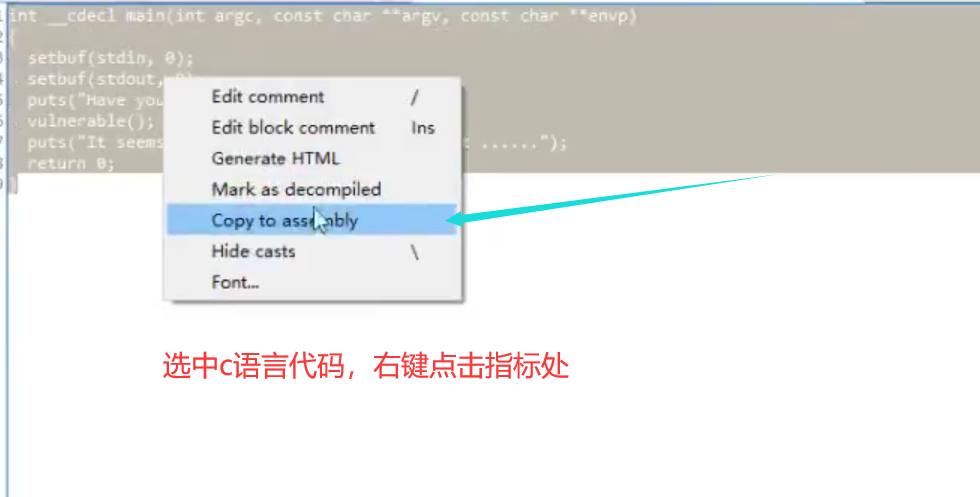 1 int __cdecl main(int argc, const char **argv, const char **envp)
2 {
3 setbuf(stdin, 0);
4 setbuf(stdout,
5 puts("Have you
6 vulnerable();
7 puts("It seems ......");
8 return 0;
9 }
Edit comment /
Edit block comment Ins
Generate HTML
Mark as decompiled
Copy to assembly
Hide casts \
Font...
选中c语言代码，右键点击指标处